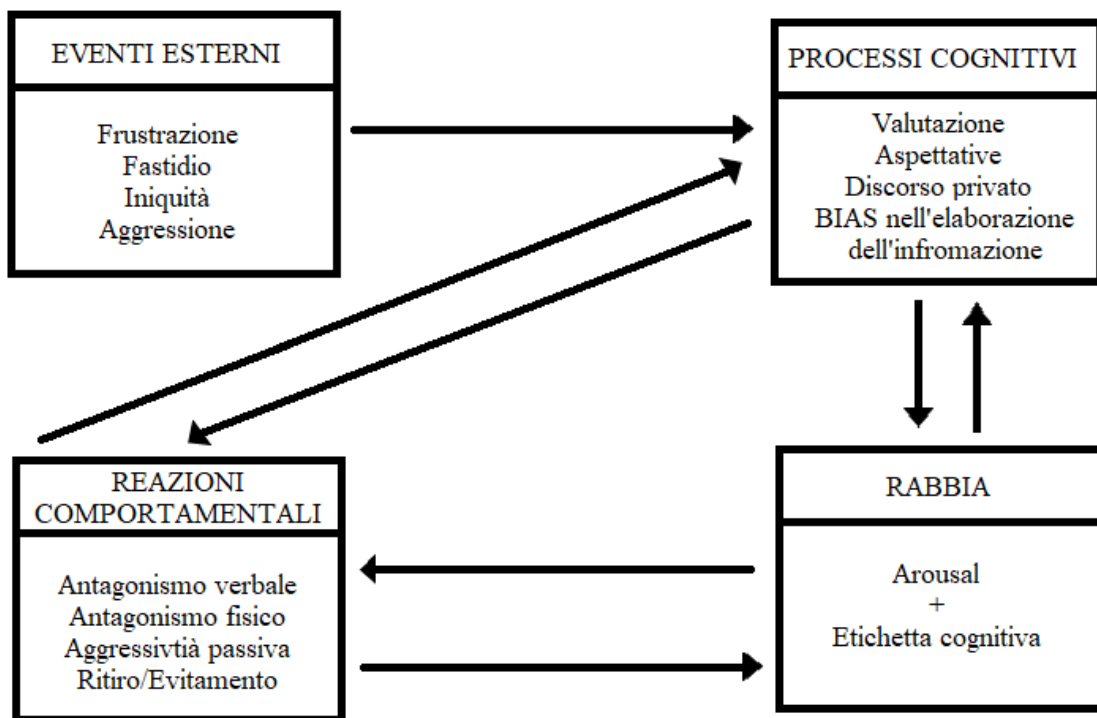 EVENTI ESTERNI
Frustrazione
Fastidio
Iniquità
Aggressione
PROCESSI COGNITIVI
Valutazione
Aspettative
Discorso privato
BIAS nell'elaborazione
dell'infromazione
REAZIONI
COMPORTAMENTALI
Antagonismo verbale
Antagonismo fisico
Aggressivtià passiva
Ritiro/Evitamento
RABBIA
Arousal
+
Etichetta cognitiva